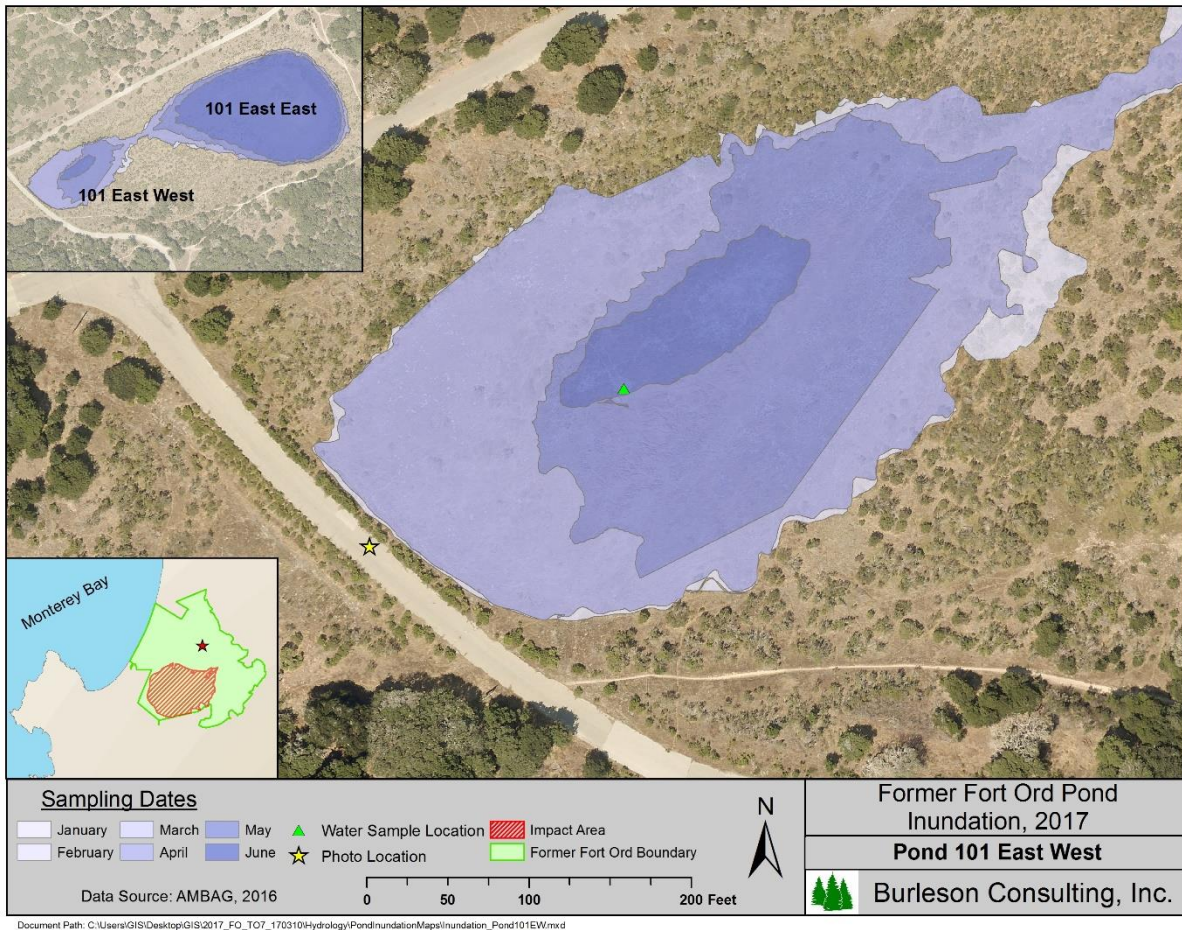 101 East East
101 East West
Monterey Bay
Sampling Dates
January
March
May
February
April
June
Water Sample Location
Photo Location
Impact Area
Former Fort Ord Boundary
N
Data Source: AMBAG, 2016
0 50 100 200 Feet
Former Fort Ord Pond
Inundation, 2017
Pond 101 East West
Burleson Consulting, Inc.
Document Path: C:\Users\GIS\Desktop\GIS\2017_FO_TO7_170310\Hydrology\PondInundationMaps\Inundation_Pond101EW.mxd